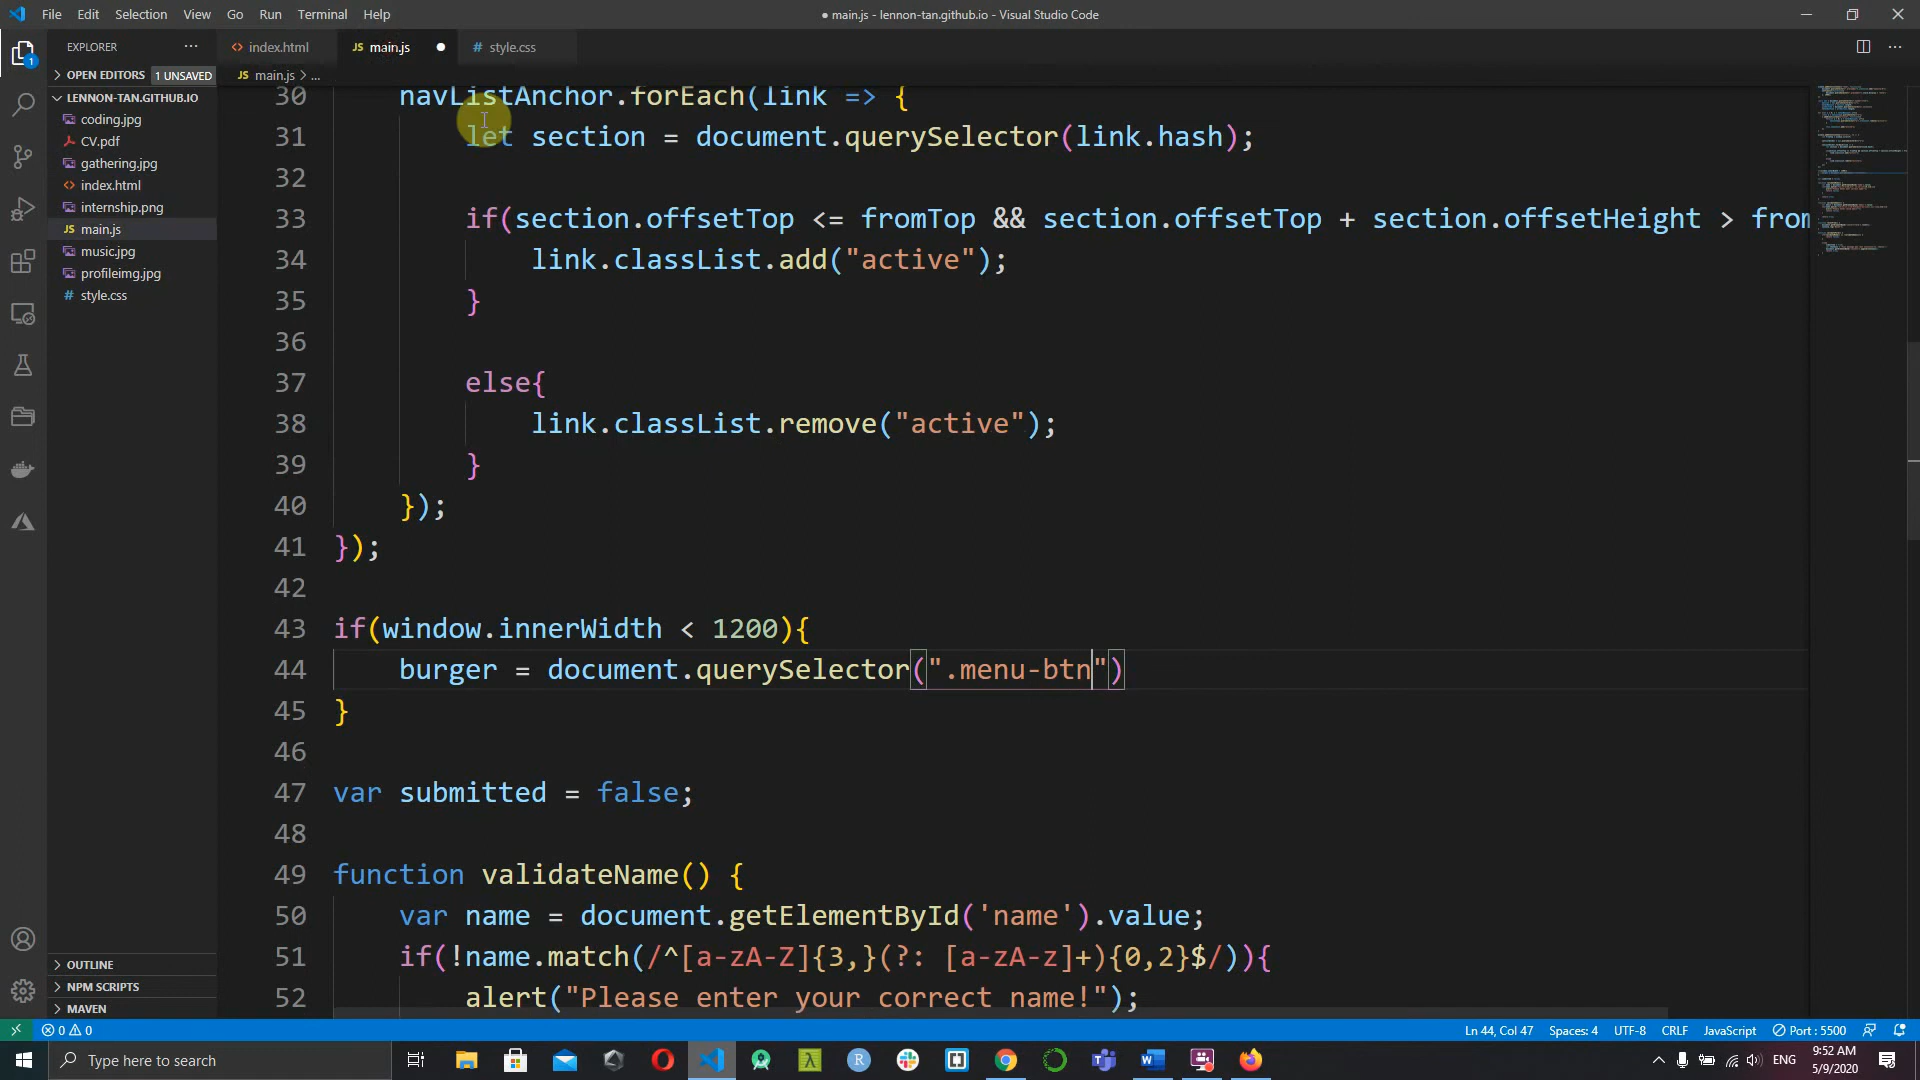 File Edit Selection View Go Run Terminal Help
● main.js - lennon-tan.github.io - Visual Studio Code
EXPLORER ···
index.html
JS main.js ●
# style.css
OPEN EDITORS 1 UNSAVED
JS main.js > ...
LENNON-TAN.GITHUB.IO
coding.jpg
CV.pdf
gathering.jpg
index.html
internship.png
JS main.js
music.jpg
profileimg.jpg
# style.css
1
30 navListAnchor.forEach(link => {
31 let section = document.querySelector(link.hash);
32
33 if(section.offsetTop <= fromTop && section.offsetTop + section.offsetHeight > from
34 link.classList.add("active");
35 }
36
37 else{
38 link.classList.remove("active");
39 }
40 });
41 });
42
43 if(window.innerWidth < 1200){
44 burger = document.querySelector(".menu-btn")
45 }
46
47 var submitted = false;
48
49 function validateName() {
50 var name = document.getElementById('name').value;
51 if(!name.match(/^[a-zA-Z]{3,}(?: [a-zA-z]+){0,2}$/)){
52 alert("Please enter your correct name!");
OUTLINE
NPM SCRIPTS
MAVEN
0 0
Ln 44, Col 47 Spaces: 4 UTF-8 CRLF JavaScript Port : 5500
Type here to search
ENG
9:52 AM
5/9/2020